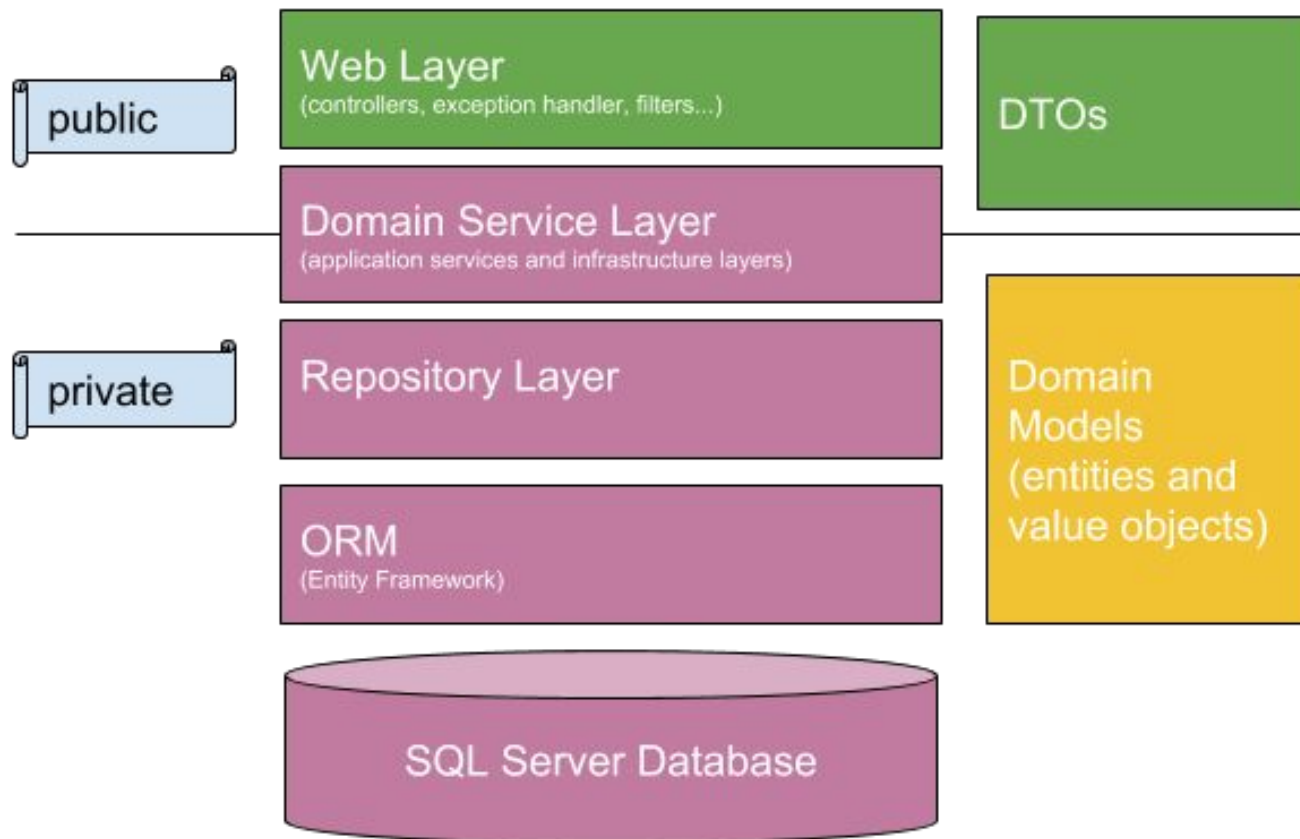 public
Web Layer
(controllers, exception handler, filters...)
DTOs
Domain Service Layer
(application services and infrastructure layers)
private
Repository Layer
Domain
Models
(entities and
value objects)
ORM
(Entity Framework)
SQL Server Database